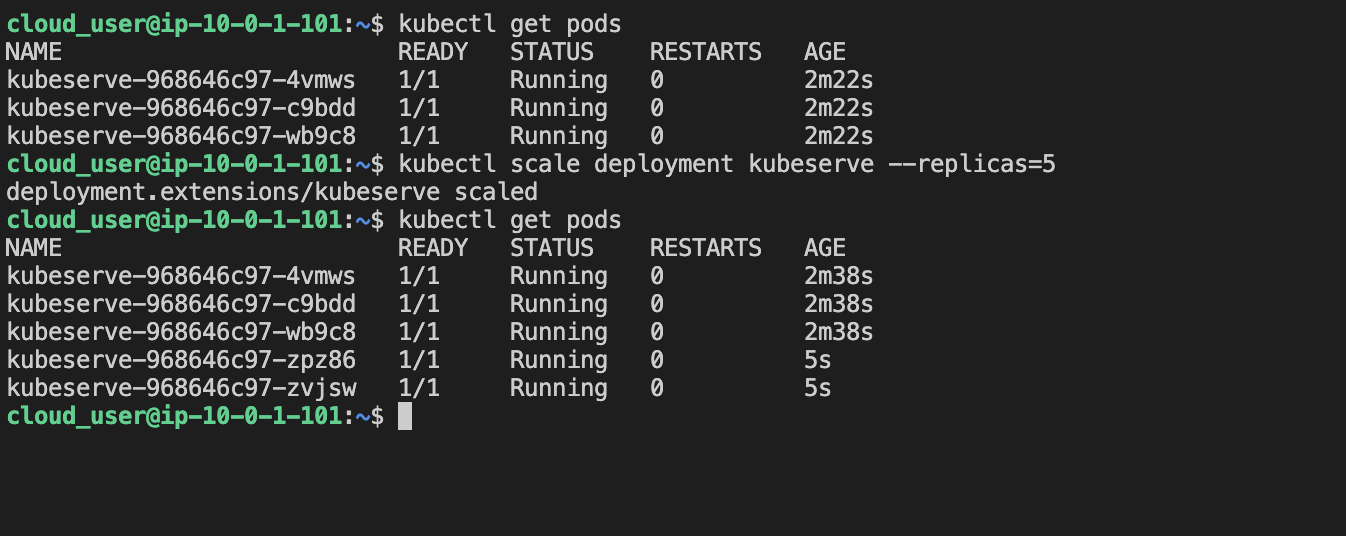 cloud_user@ip-10-0-1-101:~$ kubectl get pods
NAME                        READY   STATUS    RESTARTS   AGE
kubeserve-968646c97-4vmws   1/1     Running   0          2m22s
kubeserve-968646c97-c9bdd   1/1     Running   0          2m22s
kubeserve-968646c97-wb9c8   1/1     Running   0          2m22s
cloud_user@ip-10-0-1-101:~$ kubectl scale deployment kubeserve --replicas=5
deployment.extensions/kubeserve scaled
cloud_user@ip-10-0-1-101:~$ kubectl get pods
NAME                        READY   STATUS    RESTARTS   AGE
kubeserve-968646c97-4vmws   1/1     Running   0          2m38s
kubeserve-968646c97-c9bdd   1/1     Running   0          2m38s
kubeserve-968646c97-wb9c8   1/1     Running   0          2m38s
kubeserve-968646c97-zpz86   1/1     Running   0          5s
kubeserve-968646c97-zvjsw   1/1     Running   0          5s
cloud_user@ip-10-0-1-101:~$